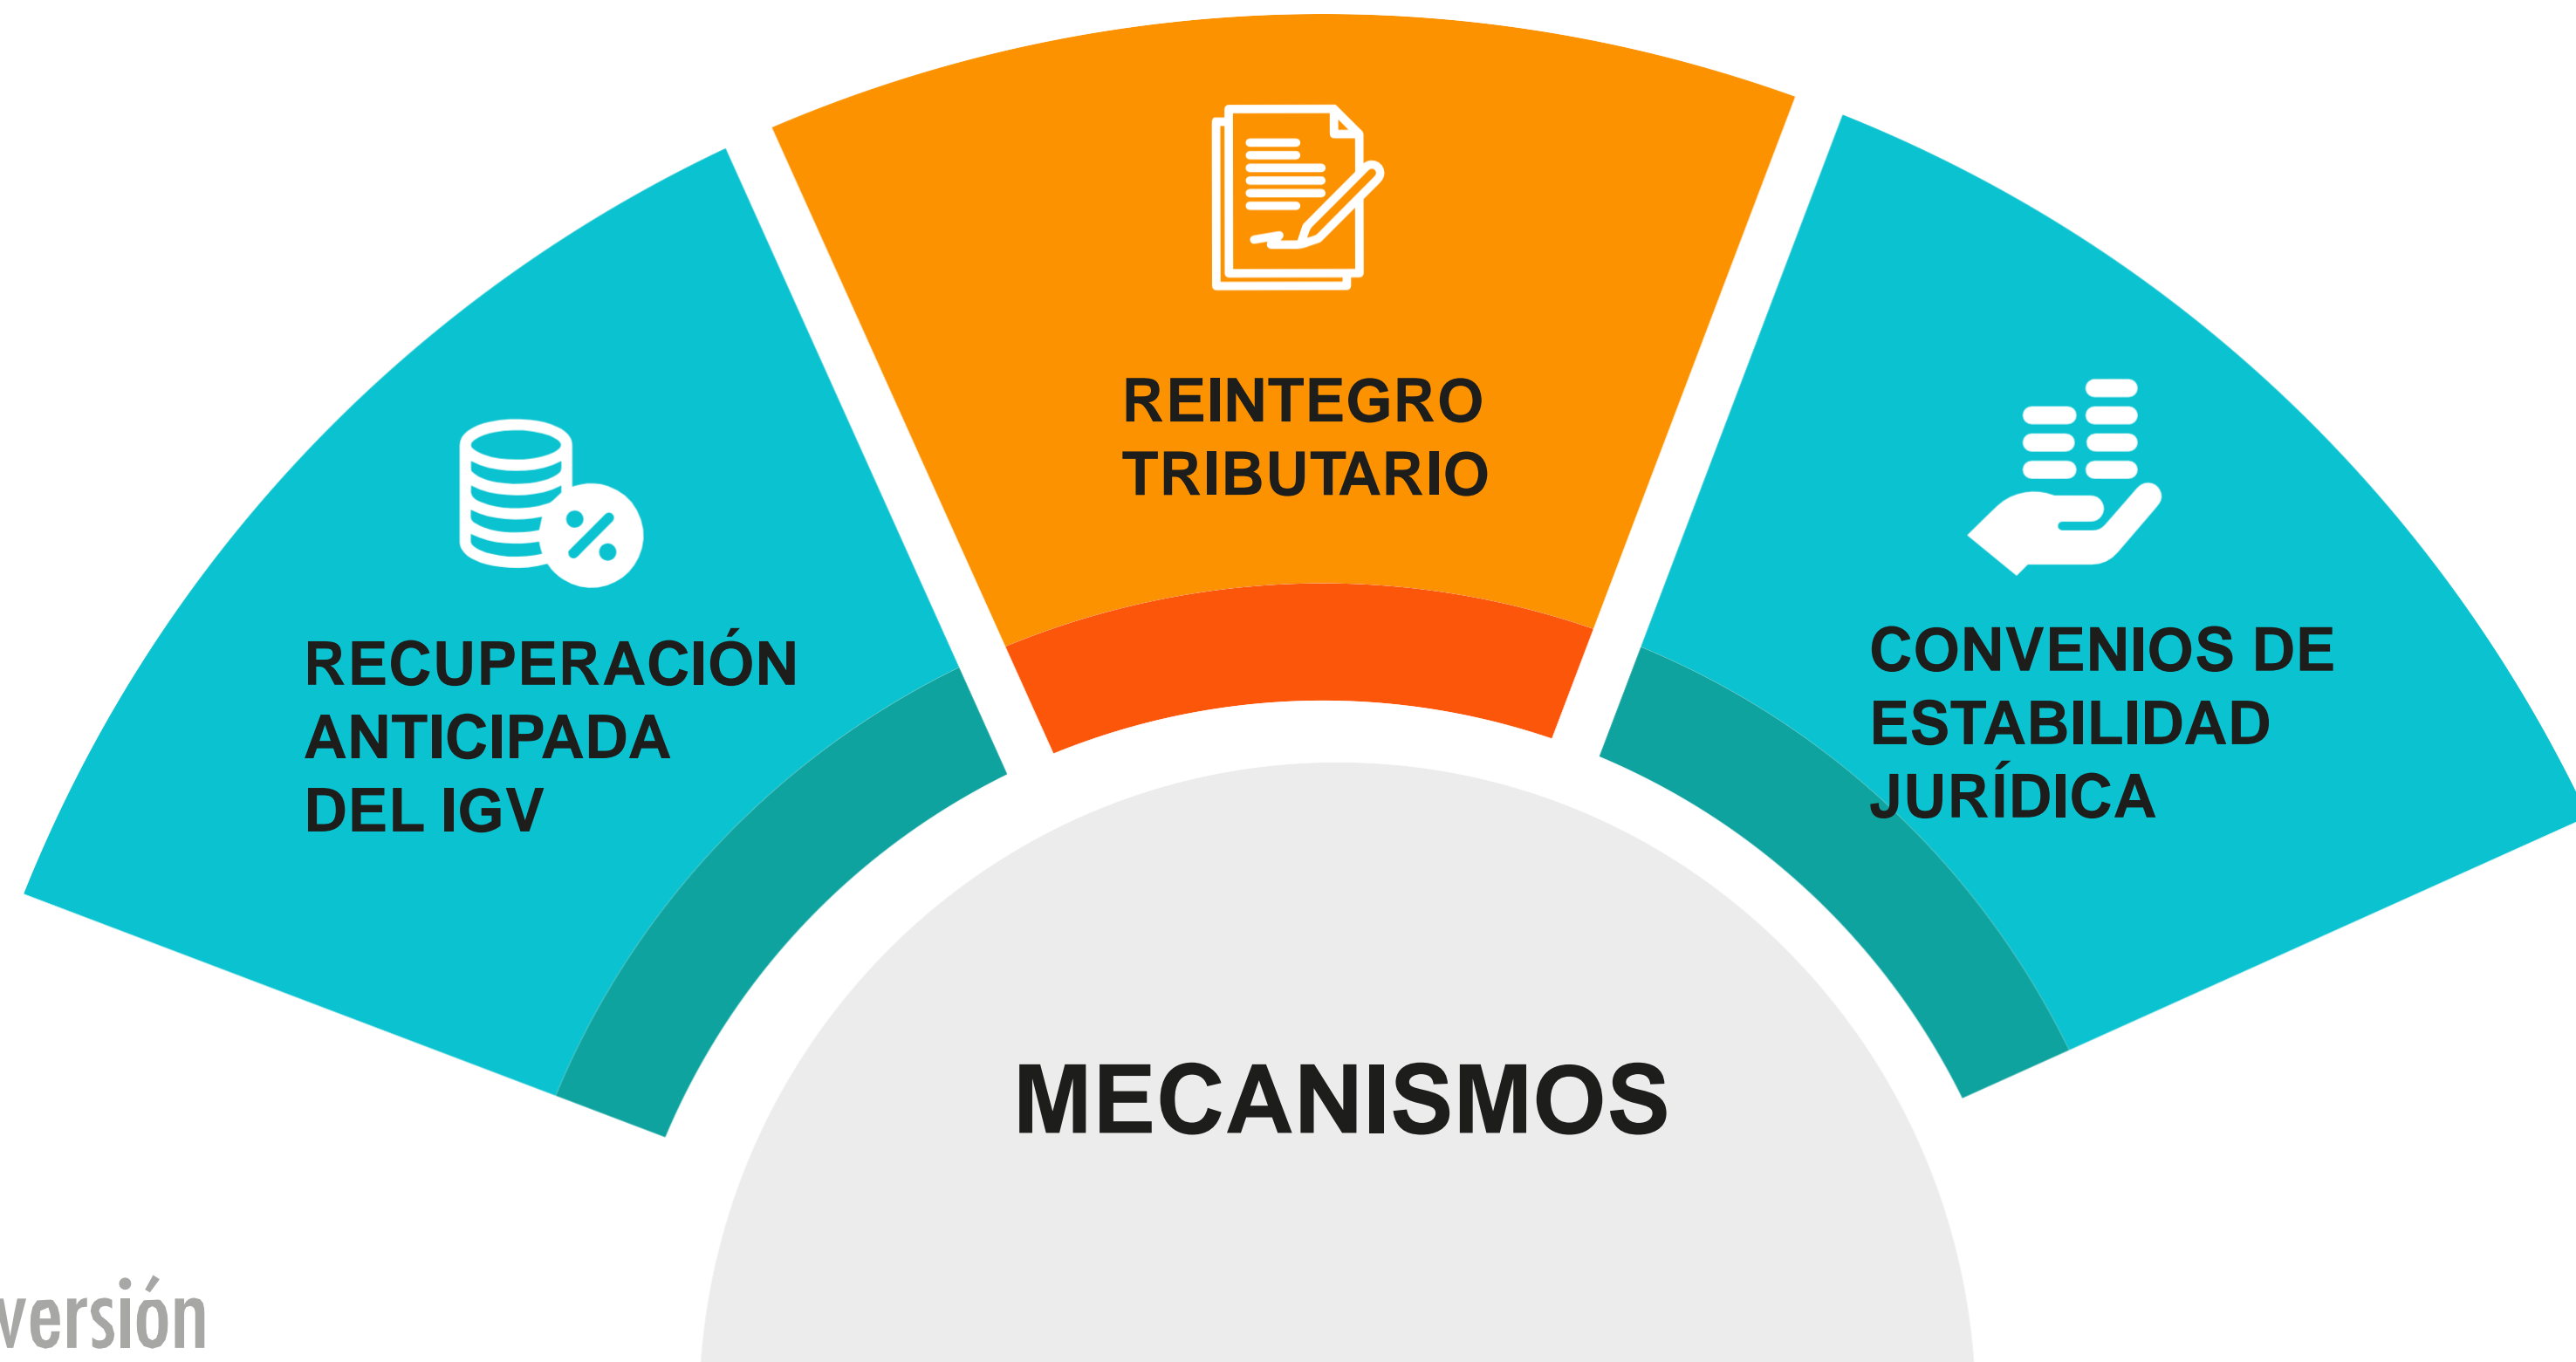 REINTEGRO
TRIBUTARIO
RECUPERACIÓN
ANTICIPADA
DEL IGV
CONVENIOS DE
ESTABILIDAD
JURÍDICA
MECANISMOS
versión